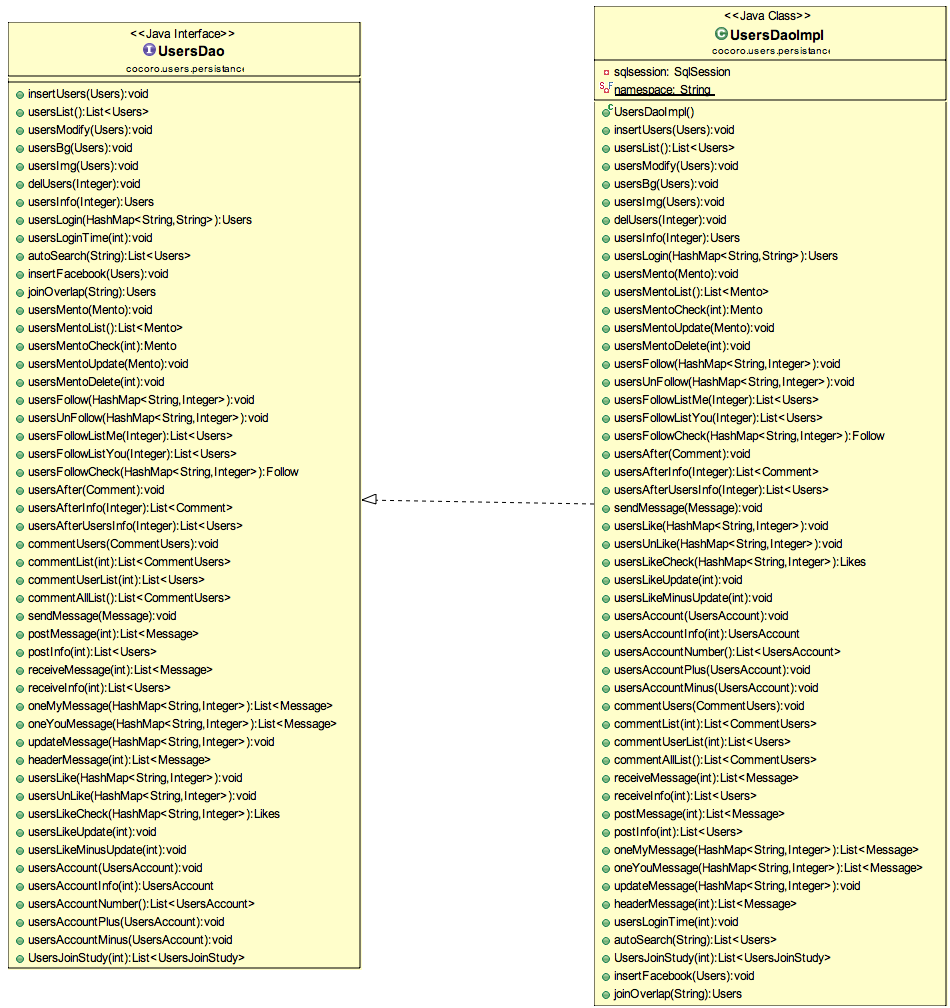 <<Java Interface>>
UsersDao
cocoro.users.persistance
insertUsers(Users):void
usersList():List<Users>
usersModify(Users):void
usersBg(Users):void
usersImg(Users):void
delUsers(Integer):void
usersInfo(Integer):Users
usersLogin(HashMap<String,String>):Users
usersLoginTime(int):void
autoSearch(String):List<Users>
insertFacebook(Users):void
joinOverlap(String):Users
usersMento(Mento):void
usersMentoList():List<Mento>
usersMentoCheck(int):Mento
usersMentoUpdate(Mento):void
usersMentoDelete(int):void
usersFollow(HashMap<String,Integer>):void
usersUnFollow(HashMap<String,Integer>):void
usersFollowListMe(Integer):List<Users>
usersFollowListYou(Integer):List<Users>
usersFollowCheck(HashMap<String,Integer>):Follow
usersAfter(Comment):void
usersAfterInfo(Integer):List<Comment>
usersAfterUsersInfo(Integer):List<Users>
commentUsers(CommentUsers):void
commentList(int):List<CommentUsers>
commentUserList(int):List<Users>
commentAllList():List<CommentUsers>
sendMessage(Message):void
postMessage(int):List<Message>
postInfo(int):List<Users>
receiveMessage(int):List<Message>
receiveInfo(int):List<Users>
oneMyMessage(HashMap<String,Integer>):List<Message>
oneYouMessage(HashMap<String,Integer>):List<Message>
updateMessage(HashMap<String,Integer>):void
headerMessage(int):List<Message>
usersLike(HashMap<String,Integer>):void
usersUnLike(HashMap<String,Integer>):void
usersLikeCheck(HashMap<String,Integer>):Likes
usersLikeUpdate(int):void
usersLikeMinusUpdate(int):void
usersAccount(UsersAccount):void
usersAccountInfo(int):UsersAccount
usersAccountNumber():List<UsersAccount>
usersAccountPlus(UsersAccount):void
usersAccountMinus(UsersAccount):void
UsersJoinStudy(int):List<UsersJoinStudy>
<<Java Class>>
UsersDaoImpl
cocoro.users.persistance
sqlsession: SqlSession
namespace: String
UsersDaoImpl()
insertUsers(Users):void
usersList():List<Users>
usersModify(Users):void
usersBg(Users):void
usersImg(Users):void
delUsers(Integer):void
usersInfo(Integer):Users
usersLogin(HashMap<String,String>):Users
usersMento(Mento):void
usersMentoList():List<Mento>
usersMentoCheck(int):Mento
usersMentoUpdate(Mento):void
usersMentoDelete(int):void
usersFollow(HashMap<String,Integer>):void
usersUnFollow(HashMap<String,Integer>):void
usersFollowListMe(Integer):List<Users>
usersFollowListYou(Integer):List<Users>
usersFollowCheck(HashMap<String,Integer>):Follow
usersAfter(Comment):void
usersAfterInfo(Integer):List<Comment>
usersAfterUsersInfo(Integer):List<Users>
sendMessage(Message):void
usersLike(HashMap<String,Integer>):void
usersUnLike(HashMap<String,Integer>):void
usersLikeCheck(HashMap<String,Integer>):Likes
usersLikeUpdate(int):void
usersLikeMinusUpdate(int):void
usersAccount(UsersAccount):void
usersAccountInfo(int):UsersAccount
usersAccountNumber():List<UsersAccount>
usersAccountPlus(UsersAccount):void
usersAccountMinus(UsersAccount):void
commentUsers(CommentUsers):void
commentList(int):List<CommentUsers>
commentUserList(int):List<Users>
commentAllList():List<CommentUsers>
receiveMessage(int):List<Message>
receiveInfo(int):List<Users>
postMessage(int):List<Message>
postInfo(int):List<Users>
oneMyMessage(HashMap<String,Integer>):List<Message>
oneYouMessage(HashMap<String,Integer>):List<Message>
updateMessage(HashMap<String,Integer>):void
headerMessage(int):List<Message>
usersLoginTime(int):void
autoSearch(String):List<Users>
UsersJoinStudy(int):List<UsersJoinStudy>
insertFacebook(Users):void
joinOverlap(String):Users